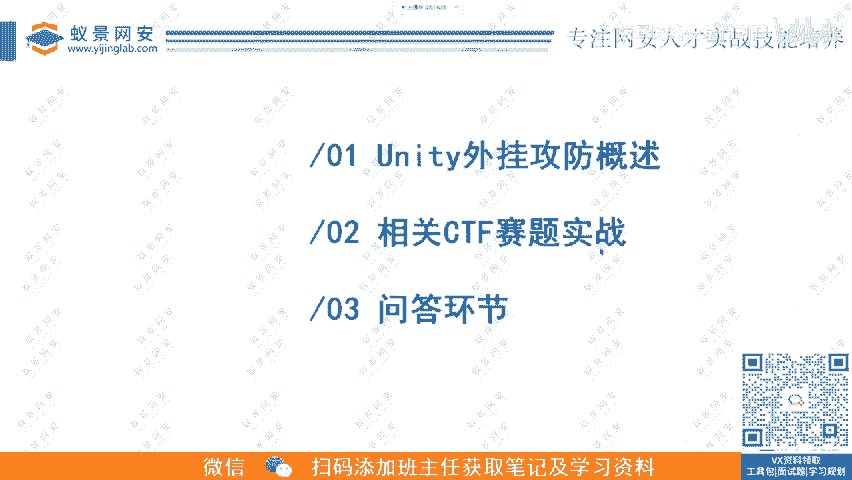 蚁景网安
www.yijinglab.com
专注网安人才实战技能培养
/01 Unity外挂攻防概述
/02 相关CTF赛题实战
/03 问答环节
微信 扫码添加班主任获取笔记及学习资料
VX资料领取
工具包|面试题|学习规划